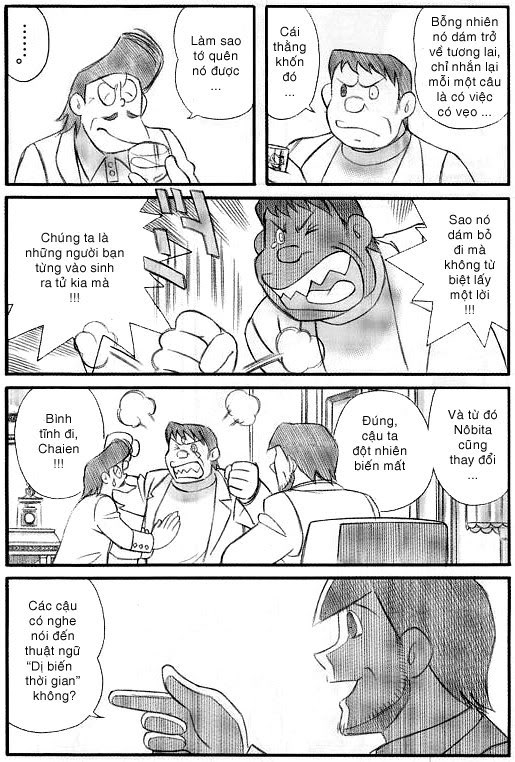 Bỗng nhiên
nó dám trở
về tương lai,
chỉ nhắn lại
mỗi một câu
là có việc
có vẹo ...
Cái
thằng
khốn
đó ...
Làm sao
tớ quên
nó được
...
Sao nó
dám bỏ
đi mà
không từ
biệt lấy
một lời
!!!
Chúng ta là
những người bạn
từng vào sinh
ra tử kia mà
!!!
Và từ đó
Nôbita
cũng
thay đổi
...
Đúng,
cậu ta
đột nhiên
biến mất
Bình
tĩnh đi,
Chaien
!!!
Các cậu
có nghe
nói đến
thuật ngữ
“Dị biến
thời gian”
không?